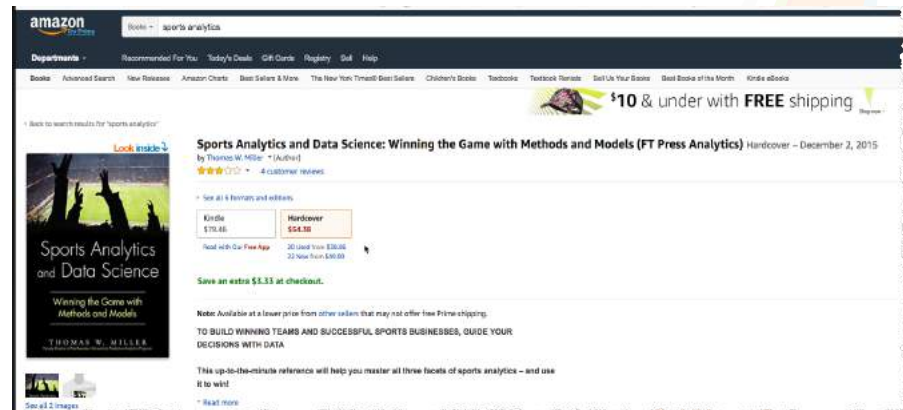 amazon
Try Prime
Books sports analytics
Departments Recommended For You Today's Deals Gift Cards Registry Sell Help
Books Advanced Search New Releases Amazon Charts Best Sellers & More The New York Times® Best Sellers Children's Books Textbooks Textbook Rentals Sell Us Your Books Best Books of the Month Kindle eBooks
$10 & under with FREE shipping
‹ Back to search results for "sports analytics"
Look inside
Sports Analytics and Data Science: Winning the Game with Methods and Models (FT Press Analytics) Hardcover – December 2, 2015
by Thomas W. Miller (Author)
4 customer reviews
See all 6 formats and editions
Kindle Hardcover
$54.38
Read with Our Free App 20 Used from
22 New from
Save an extra $3.33 at checkout.
Note: Available at a lower price from other sellers that may not offer free Prime shipping.
TO BUILD WINNING TEAMS AND SUCCESSFUL SPORTS BUSINESSES, GUIDE YOUR
DECISIONS WITH DATA
This up-to-the-minute reference will help you master all three facets of sports analytics – and use
it to win!
Read more
Sports Analytics
and Data Science
Winning the Game with
Methods and Models
THOMAS W. MILLER
See all 2 images